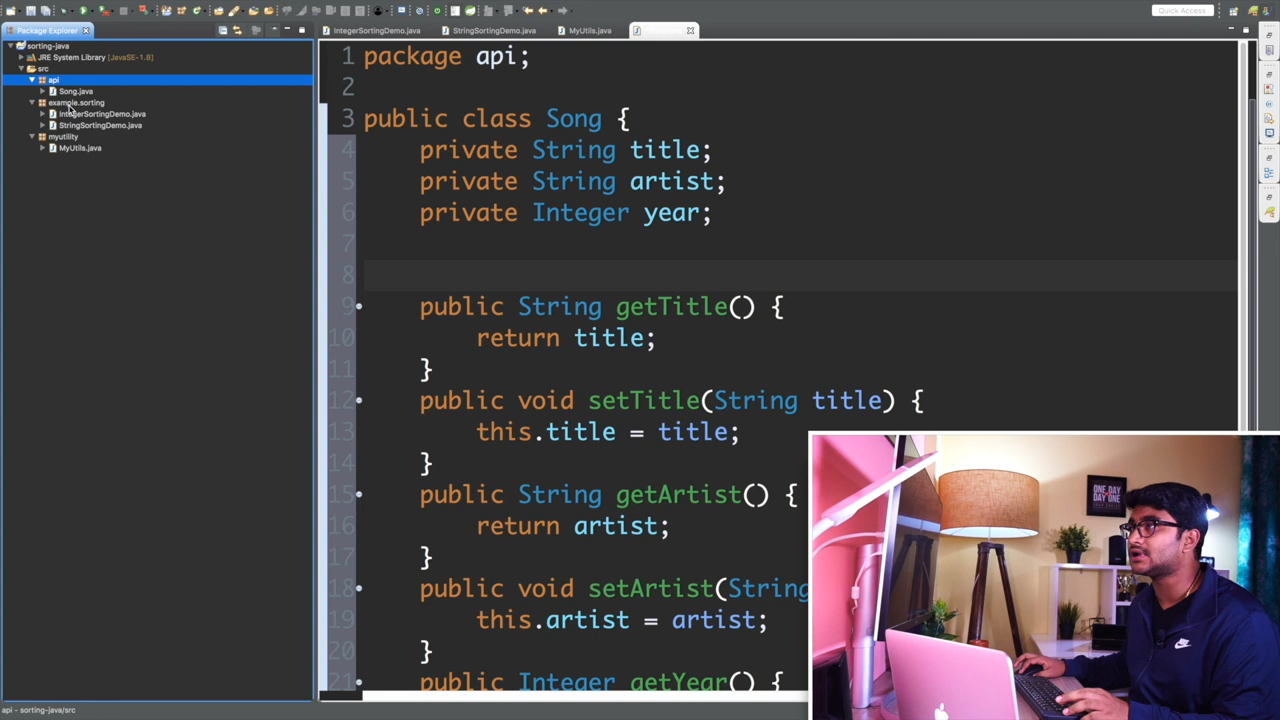 Quick Access
Package Explorer
IntegerSortingDemo.java
StringSortingDemo.java
MyUtils.java
sorting-java
JRE System Library [JavaSE-1.8]
src
api
Song.java
example.sorting
IntegerSortingDemo.java
StringSortingDemo.java
myutility
MyUtils.java
1 package api;
2
3 public class Song {
4 private String title;
5 private String artist;
6 private Integer year;
7
8
9 public String getTitle() {
10 return title;
11 }
12 public void setTitle(String title) {
13 this.title = title;
14 }
15 public String getArtist() {
16 return artist;
17 }
18 public void setArtist(String
19 this.artist = artist;
20 }
21 public Integer getYear() {
ONE DAY
DAY ONE
api - sorting-java/src